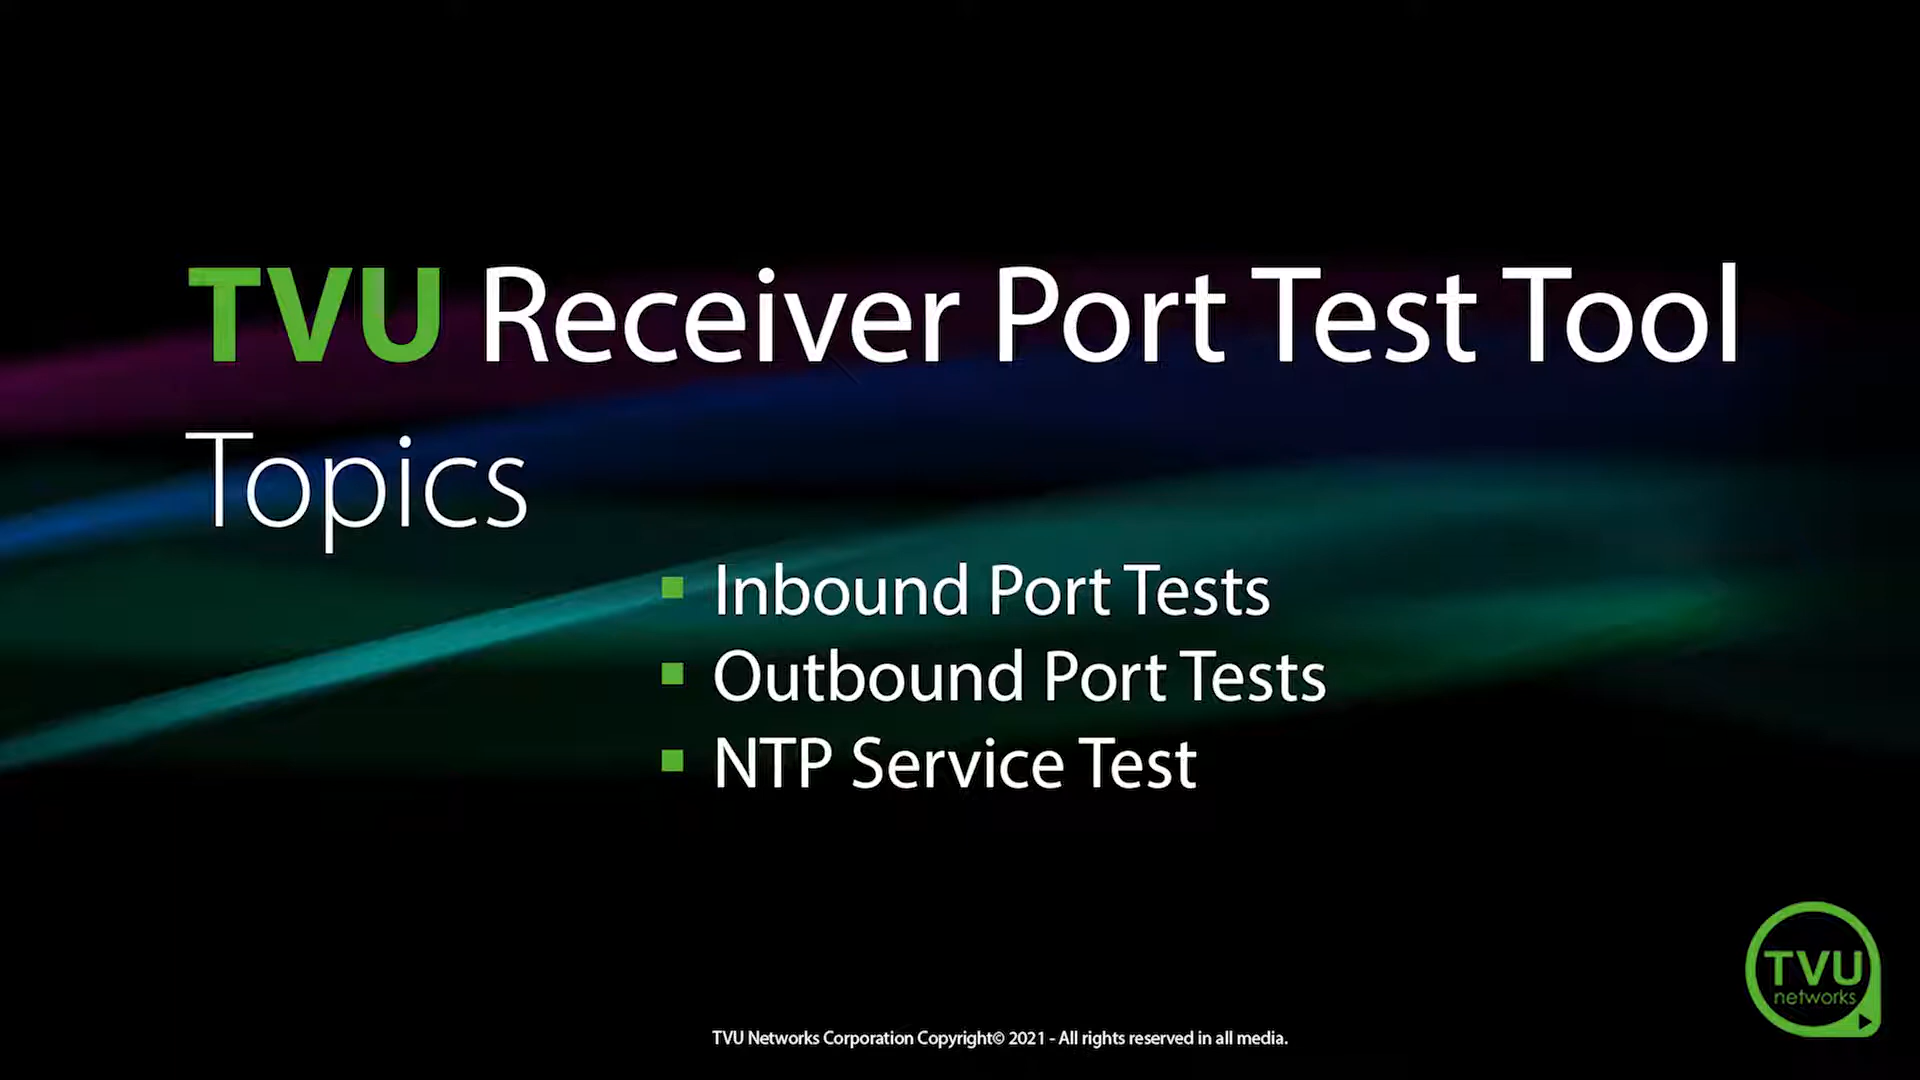 TVU Receiver Port Test Tool
Topics
Inbound Port Tests
Outbound Port Tests
NTP Service Test
TVU
networks
TVU Networks Corporation Copyright© 2021 - All rights reserved in all media.